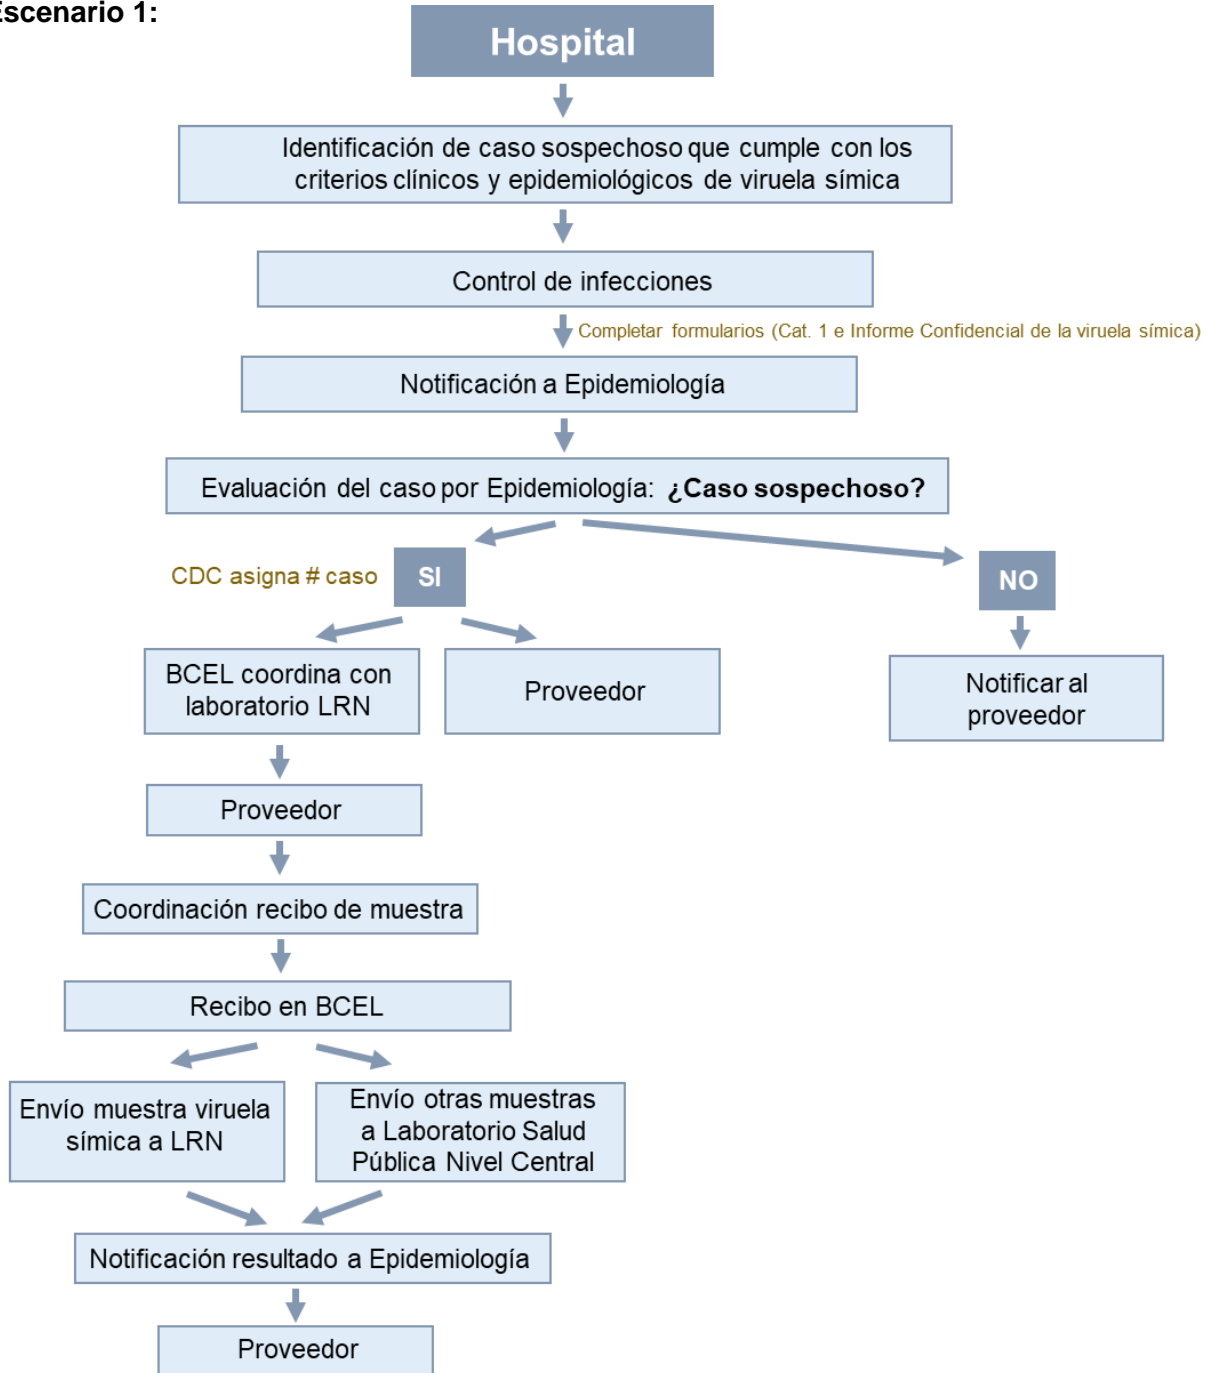 Escenario 1:
Hospital
Identificación de caso sospechoso que cumple con los
criterios clínicos y epidemiológicos de viruela símica
Control de infecciones
Completar formularios (Cat. 1 e Informe Confidencial de la viruela símica)
Notificación a Epidemiología
Evaluación del caso por Epidemiología: ¿Caso sospechoso?
CDC asigna # caso
SI
NO
BCEL coordina con
laboratorio LRN
Proveedor
Notificar al
proveedor
Proveedor
Coordinación recibo de muestra
Recibo en BCEL
Envío muestra viruela
símica a LRN
Envío otras muestras
a Laboratorio Salud
Pública Nivel Central
Notificación resultado a Epidemiología
Proveedor